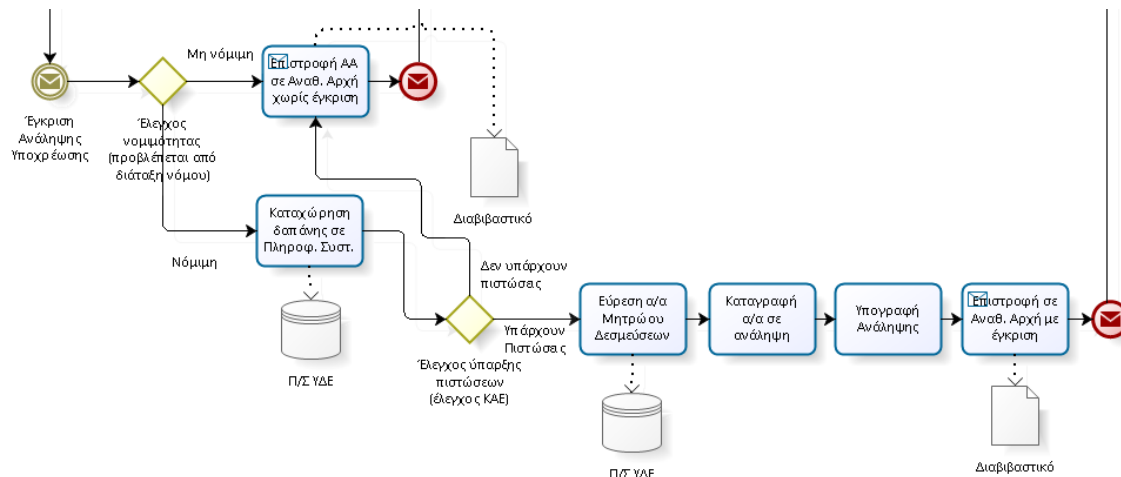 Μη νόμιμη
Επιστροφή ΑΑ
σε Αναθ. Αρχή
χωρίς έγκριση
Έγκριση
Ανάληψης
Υποχρέωσης
Έλεγχος
νομιμότητας
(προβλέπεται από
διάταξη νόμου)
Διαβιβαστικό
Καταχώρηση
δαπάνης σε
Πληροφ. Συστ.
Νόμιμη
Δεν υπάρχουν
πιστώσεις
Π/Σ ΥΔΕ
Υπάρχουν
Πιστώσεις
Έλεγχος ύπαρξης
πιστώσεων
(έλεγχος ΚΑΕ)
Εύρεση α/α
Μητρώου
Δεσμεύσεων
Καταγραφή
α/α σε
ανάληψη
Υπογραφή
Ανάληψης
Επιστροφή σε
Αναθ. Αρχή με
έγκριση
Π/Σ ΥΔΕ
Διαβιβαστικό